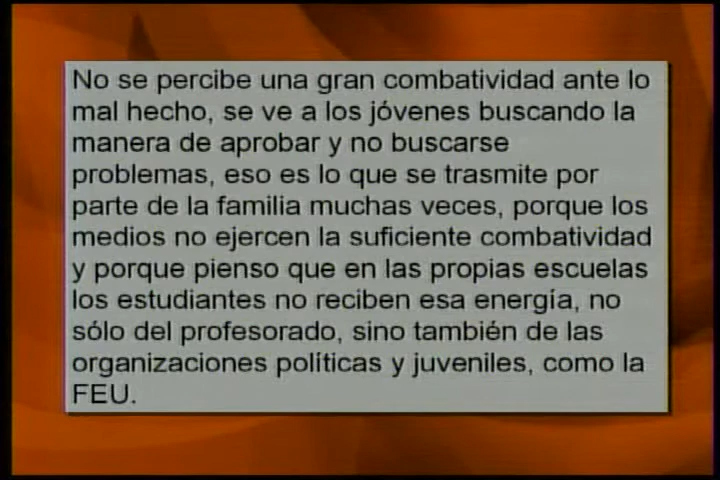 No se percibe una gran combatividad ante lo
mal hecho, se ve a los jóvenes buscando la
manera de aprobar y no buscarse
problemas, eso es lo que se trasmite por
parte de la familia muchas veces, porque los
medios no ejercen la suficiente combatividad
y porque pienso que en las propias escuelas
los estudiantes no reciben esa energía, no
sólo del profesorado, sino también de las
organizaciones políticas y juveniles, como la
FEU.